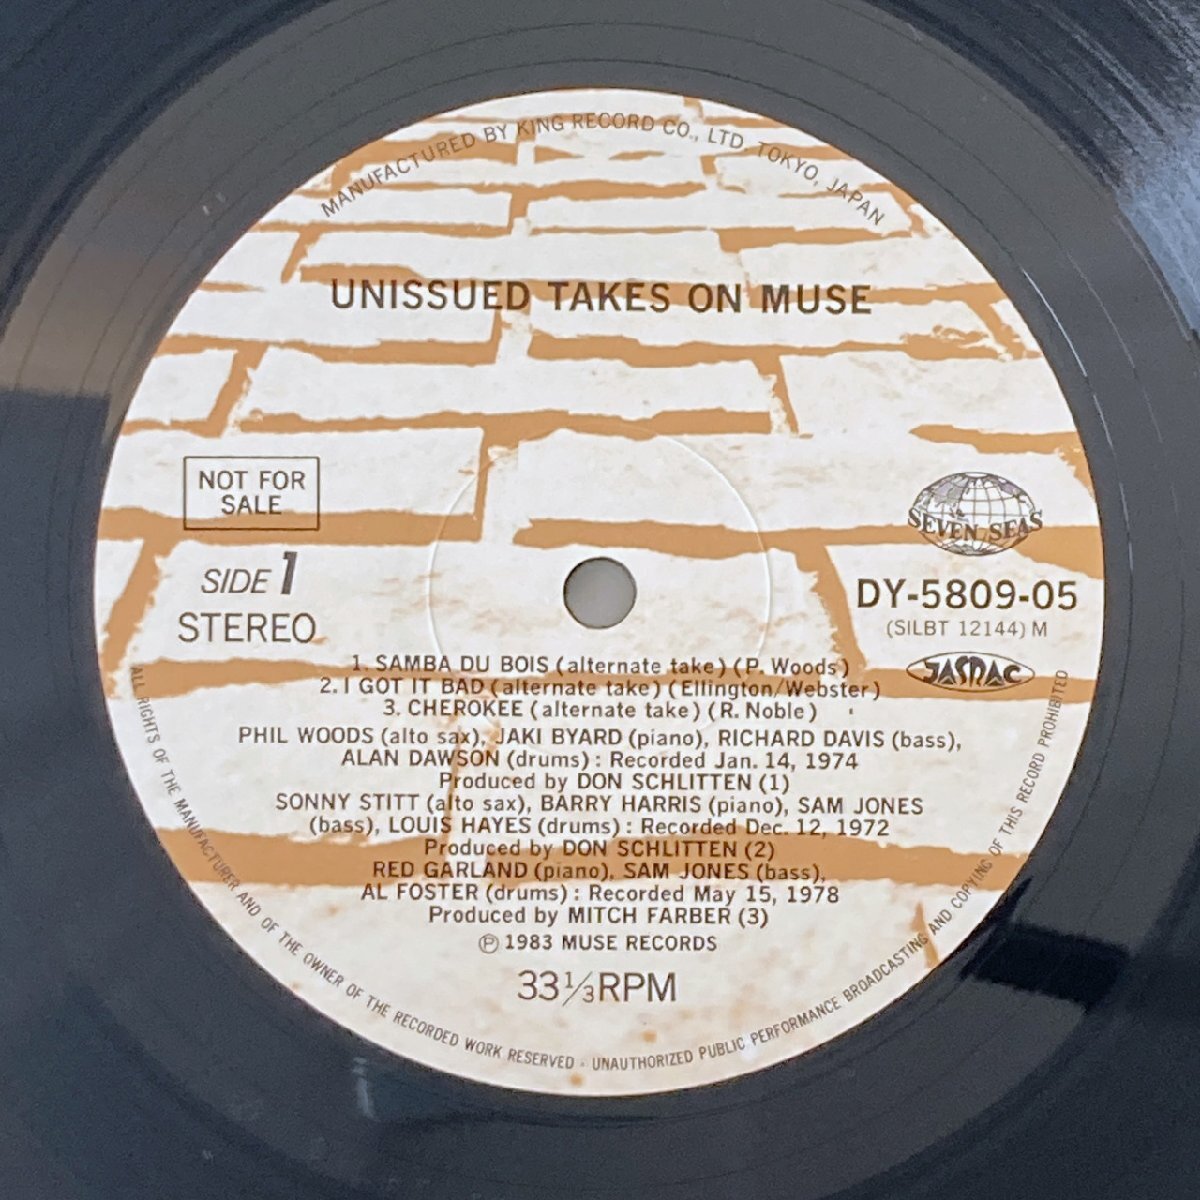 MANUFACTURED BY KING RECORD CO., LTD. TOKYO, JAPAN
UNISSUED TAKES ON MUSE
NOT FOR
SALE
SEVEN SEAS
SIDE 1
STEREO
DY-5809-05
(SILBT 12144) M
JASRAC
1. SAMBA DU BOIS (alternate take) (P. Woods)
2. I GOT IT BAD (alternate take) (Ellington/Webster)
3. CHEROKEE (alternate take) (R. Noble)
PHIL WOODS (alto sax), JAKI BYARD (piano), RICHARD DAVIS (bass),
ALAN DAWSON (drums) : Recorded Jan. 14, 1974
Produced by DON SCHLITTEN (1)
SONNY STITT (alto sax), BARRY HARRIS (piano), SAM JONES
(bass), LOUIS HAYES (drums) : Recorded Dec. 12, 1972
Produced by DON SCHLITTEN (2)
RED GARLAND (piano), SAM JONES (bass),
AL FOSTER (drums) : Recorded May 15, 1978
Produced by MITCH FARBER (3)
Ⓟ 1983 MUSE RECORDS
33 1/3 RPM
ALL RIGHTS OF THE MANUFACTURER AND OF THE OWNER OF THE RECORDED WORK RESERVED · UNAUTHORIZED PUBLIC PERFORMANCE BROADCASTING AND COPYING OF THIS RECORD PROHIBITED